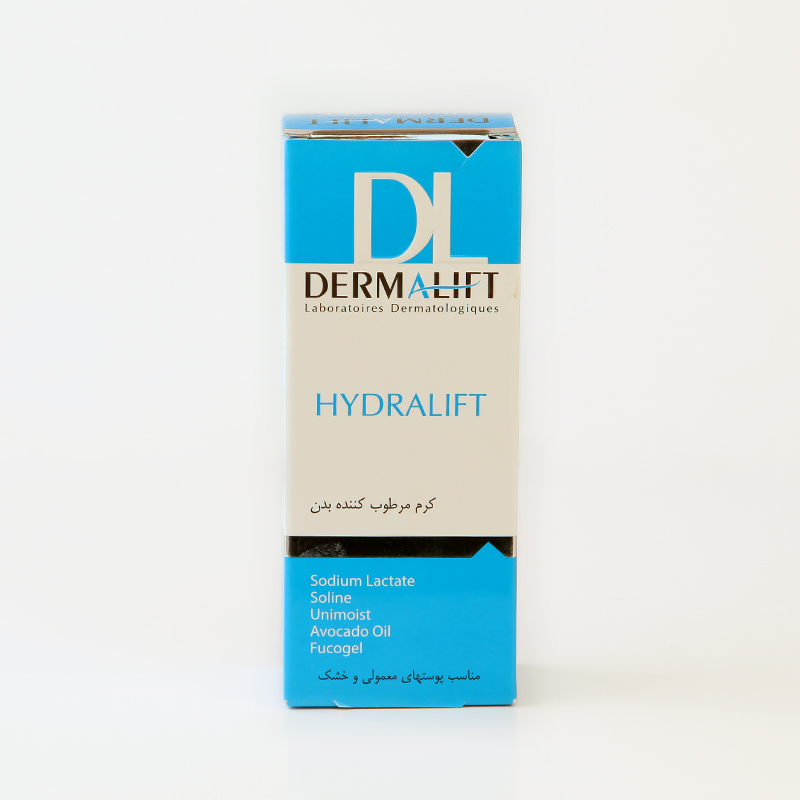 DERMALIFT
DL
DERMALIFT
Laboratoires Dermatologiques
HYDRALIFT
کرم مرطوب کننده بدن
Sodium Lactate
Soline
Unimoist
Avocado Oil
Fucogel
مناسب پوستهای معمولی و خشک